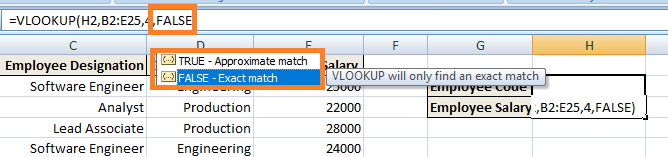 =VLOOKUP(H2,B2:E25,4,FALSE
C D E F G H
Employee Designation TRUE - Approximate match Salary
FALSE - Exact match VLOOKUP will only find an exact match
Software Engineer Engineering 25000 Employee Code
Analyst Production 22000 Employee Salary ,B2:E25,4,FALSE)
Lead Associate Production 28000
Software Engineer Engineering 24000